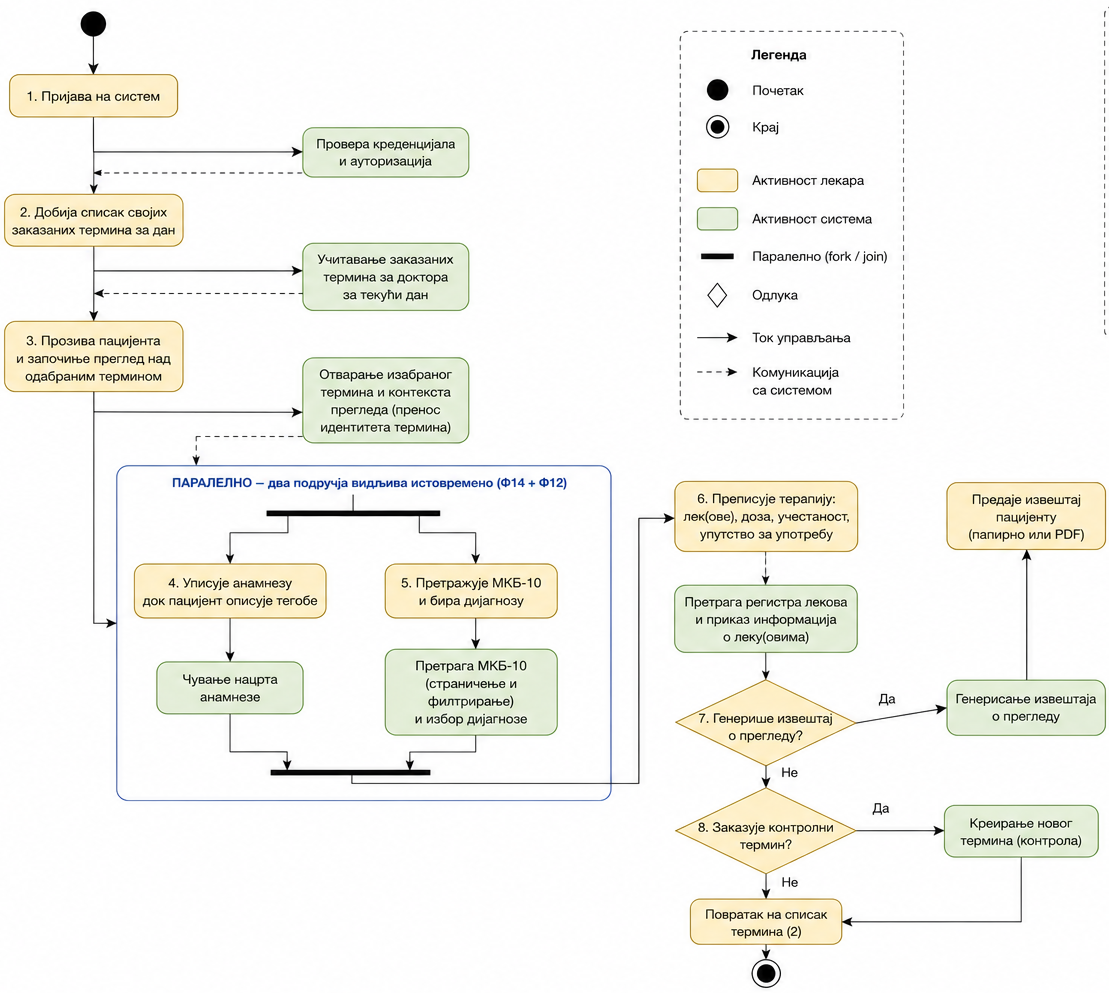 1. Пријава на систем
Провера креденцијала
и ауторизација
2. Добија списак својих
заказаних термина за дан
Учитавање заказаних
термина за доктора
за текући дан
3. Прозива пацијента
и започиње преглед над
одабраним термином
Отварање изабраног
термина и контекста
прегледа (пренос
идентитета термина)
ПАРАЛЕЛНО – два подручја видљива истовремено (Ф14 + Ф12)
4. Уписује анамнезу
док пацијент описује тегобе
5. Претражује МКБ-10
и бира дијагнозу
Чување нацрта
анамнезе
Претрага МКБ-10
(страничење и
филтрирање)
и избор дијагнозе
Легенда
Почетак
Крај
Активност лекара
Активност система
Паралелно (fork / join)
Одлука
Ток управљања
Комуникација
са системом
6. Преписује терапију:
лек(ове), доза, учестаност,
упутство за употребу
Претрага регистра лекова
и приказ информација
о леку(овима)
7. Генерише извештај
о прегледу?
Да
Генерисање извештаја
о прегледу
Предаје извештај
пацијенту
(папирно или PDF)
Не
8. Заказује контролни
термин?
Да
Креирање новог
термина (контрола)
Не
Повратак на списак
термина (2)